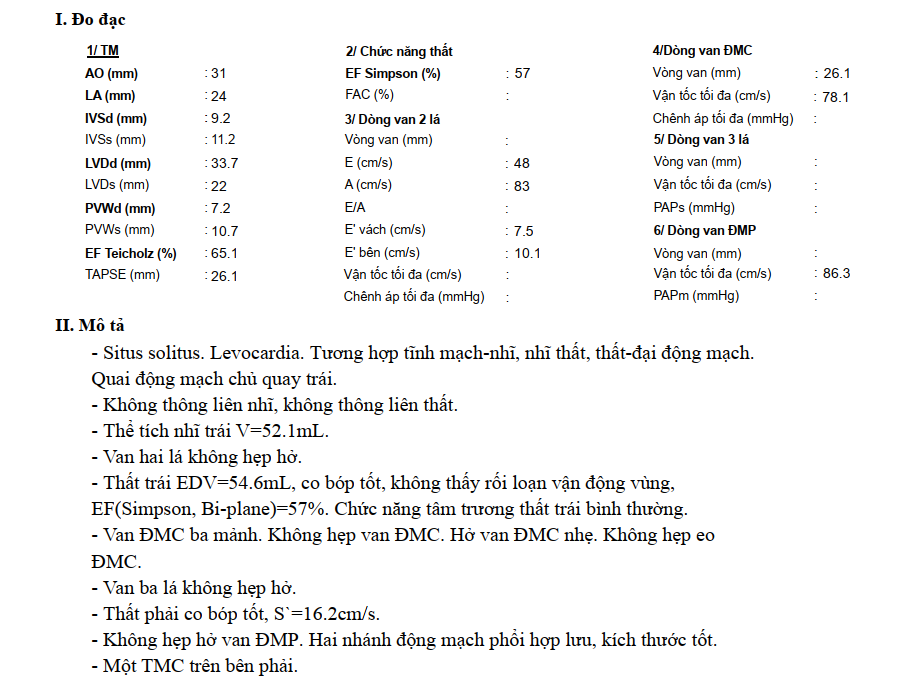 I. Đo đạc
1/ TM
AO (mm) : 31
LA (mm) : 24
IVSd (mm) : 9.2
IVSs (mm) : 11.2
LVDd (mm) : 33.7
LVDs (mm) : 22
PVWd (mm) : 7.2
PVWs (mm) : 10.7
EF Teicholz (%) : 65.1
TAPSE (mm) : 26.1
2/ Chức năng thất
EF Simpson (%) : 57
FAC (%) :
3/ Dòng van 2 lá
Vòng van (mm) :
E (cm/s) : 48
A (cm/s) : 83
E/A :
E' vách (cm/s) : 7.5
E' bên (cm/s) : 10.1
Vận tốc tối đa (cm/s) :
Chênh áp tối đa (mmHg) :
4/Dòng van ĐMC
Vòng van (mm) : 26.1
Vận tốc tối đa (cm/s) : 78.1
Chênh áp tối đa (mmHg) :
5/ Dòng van 3 lá
Vòng van (mm) :
Vận tốc tối đa (cm/s) :
PAPs (mmHg) :
6/ Dòng van ĐMP
Vòng van (mm) :
Vận tốc tối đa (cm/s) : 86.3
PAPm (mmHg) :
II. Mô tả
- Situs solitus. Levocardia. Tương hợp tĩnh mạch-nhĩ, nhĩ thất, thất-đại động mạch.
Quai động mạch chủ quay trái.
- Không thông liên nhĩ, không thông liên thất.
- Thể tích nhĩ trái V=52.1mL.
- Van hai lá không hẹp hở.
- Thất trái EDV=54.6mL, co bóp tốt, không thấy rối loạn vận động vùng,
EF(Simpson, Bi-plane)=57%. Chức năng tâm trương thất trái bình thường.
- Van ĐMC ba mảnh. Không hẹp van ĐMC. Hở van ĐMC nhẹ. Không hẹp eo
ĐMC.
- Van ba lá không hẹp hở.
- Thất phải co bóp tốt, S`=16.2cm/s.
- Không hẹp hở van ĐMP. Hai nhánh động mạch phổi hợp lưu, kích thước tốt.
- Một TMC trên bên phải.